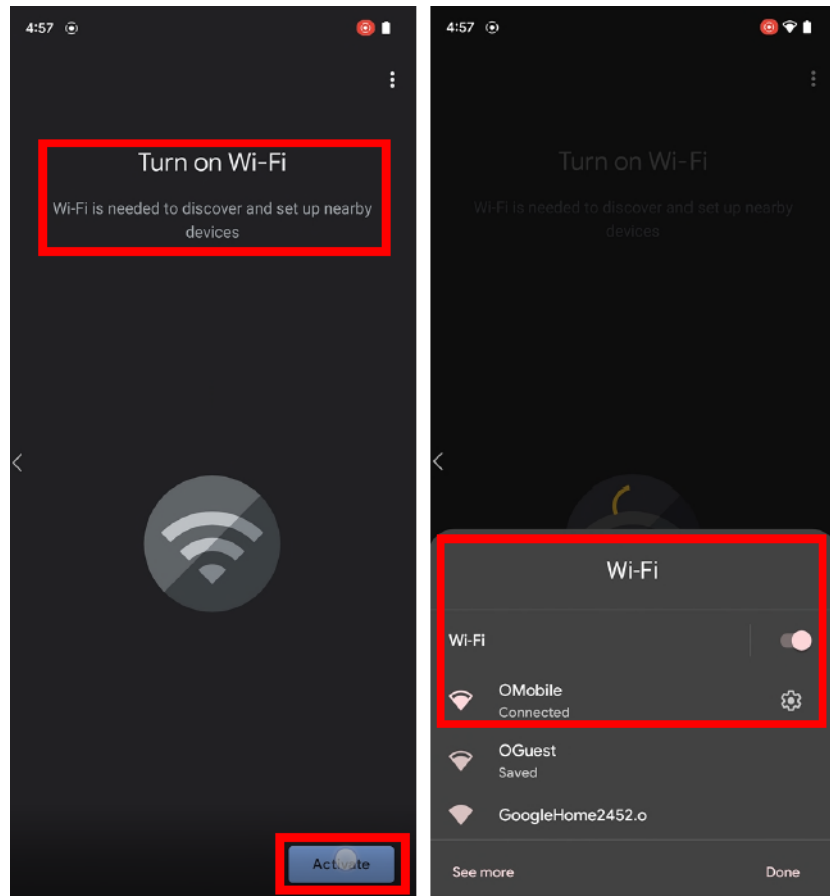 4:57
Turn on Wi-Fi
Wi-Fi is needed to discover and set up nearby
devices
Activate
4:57
Turn on Wi-Fi
Wi-Fi is needed to discover and set up nearby
devices
Wi-Fi
Wi-Fi
OMobile
Connected
OGuest
Saved
GoogleHome2452.o
See more
Done